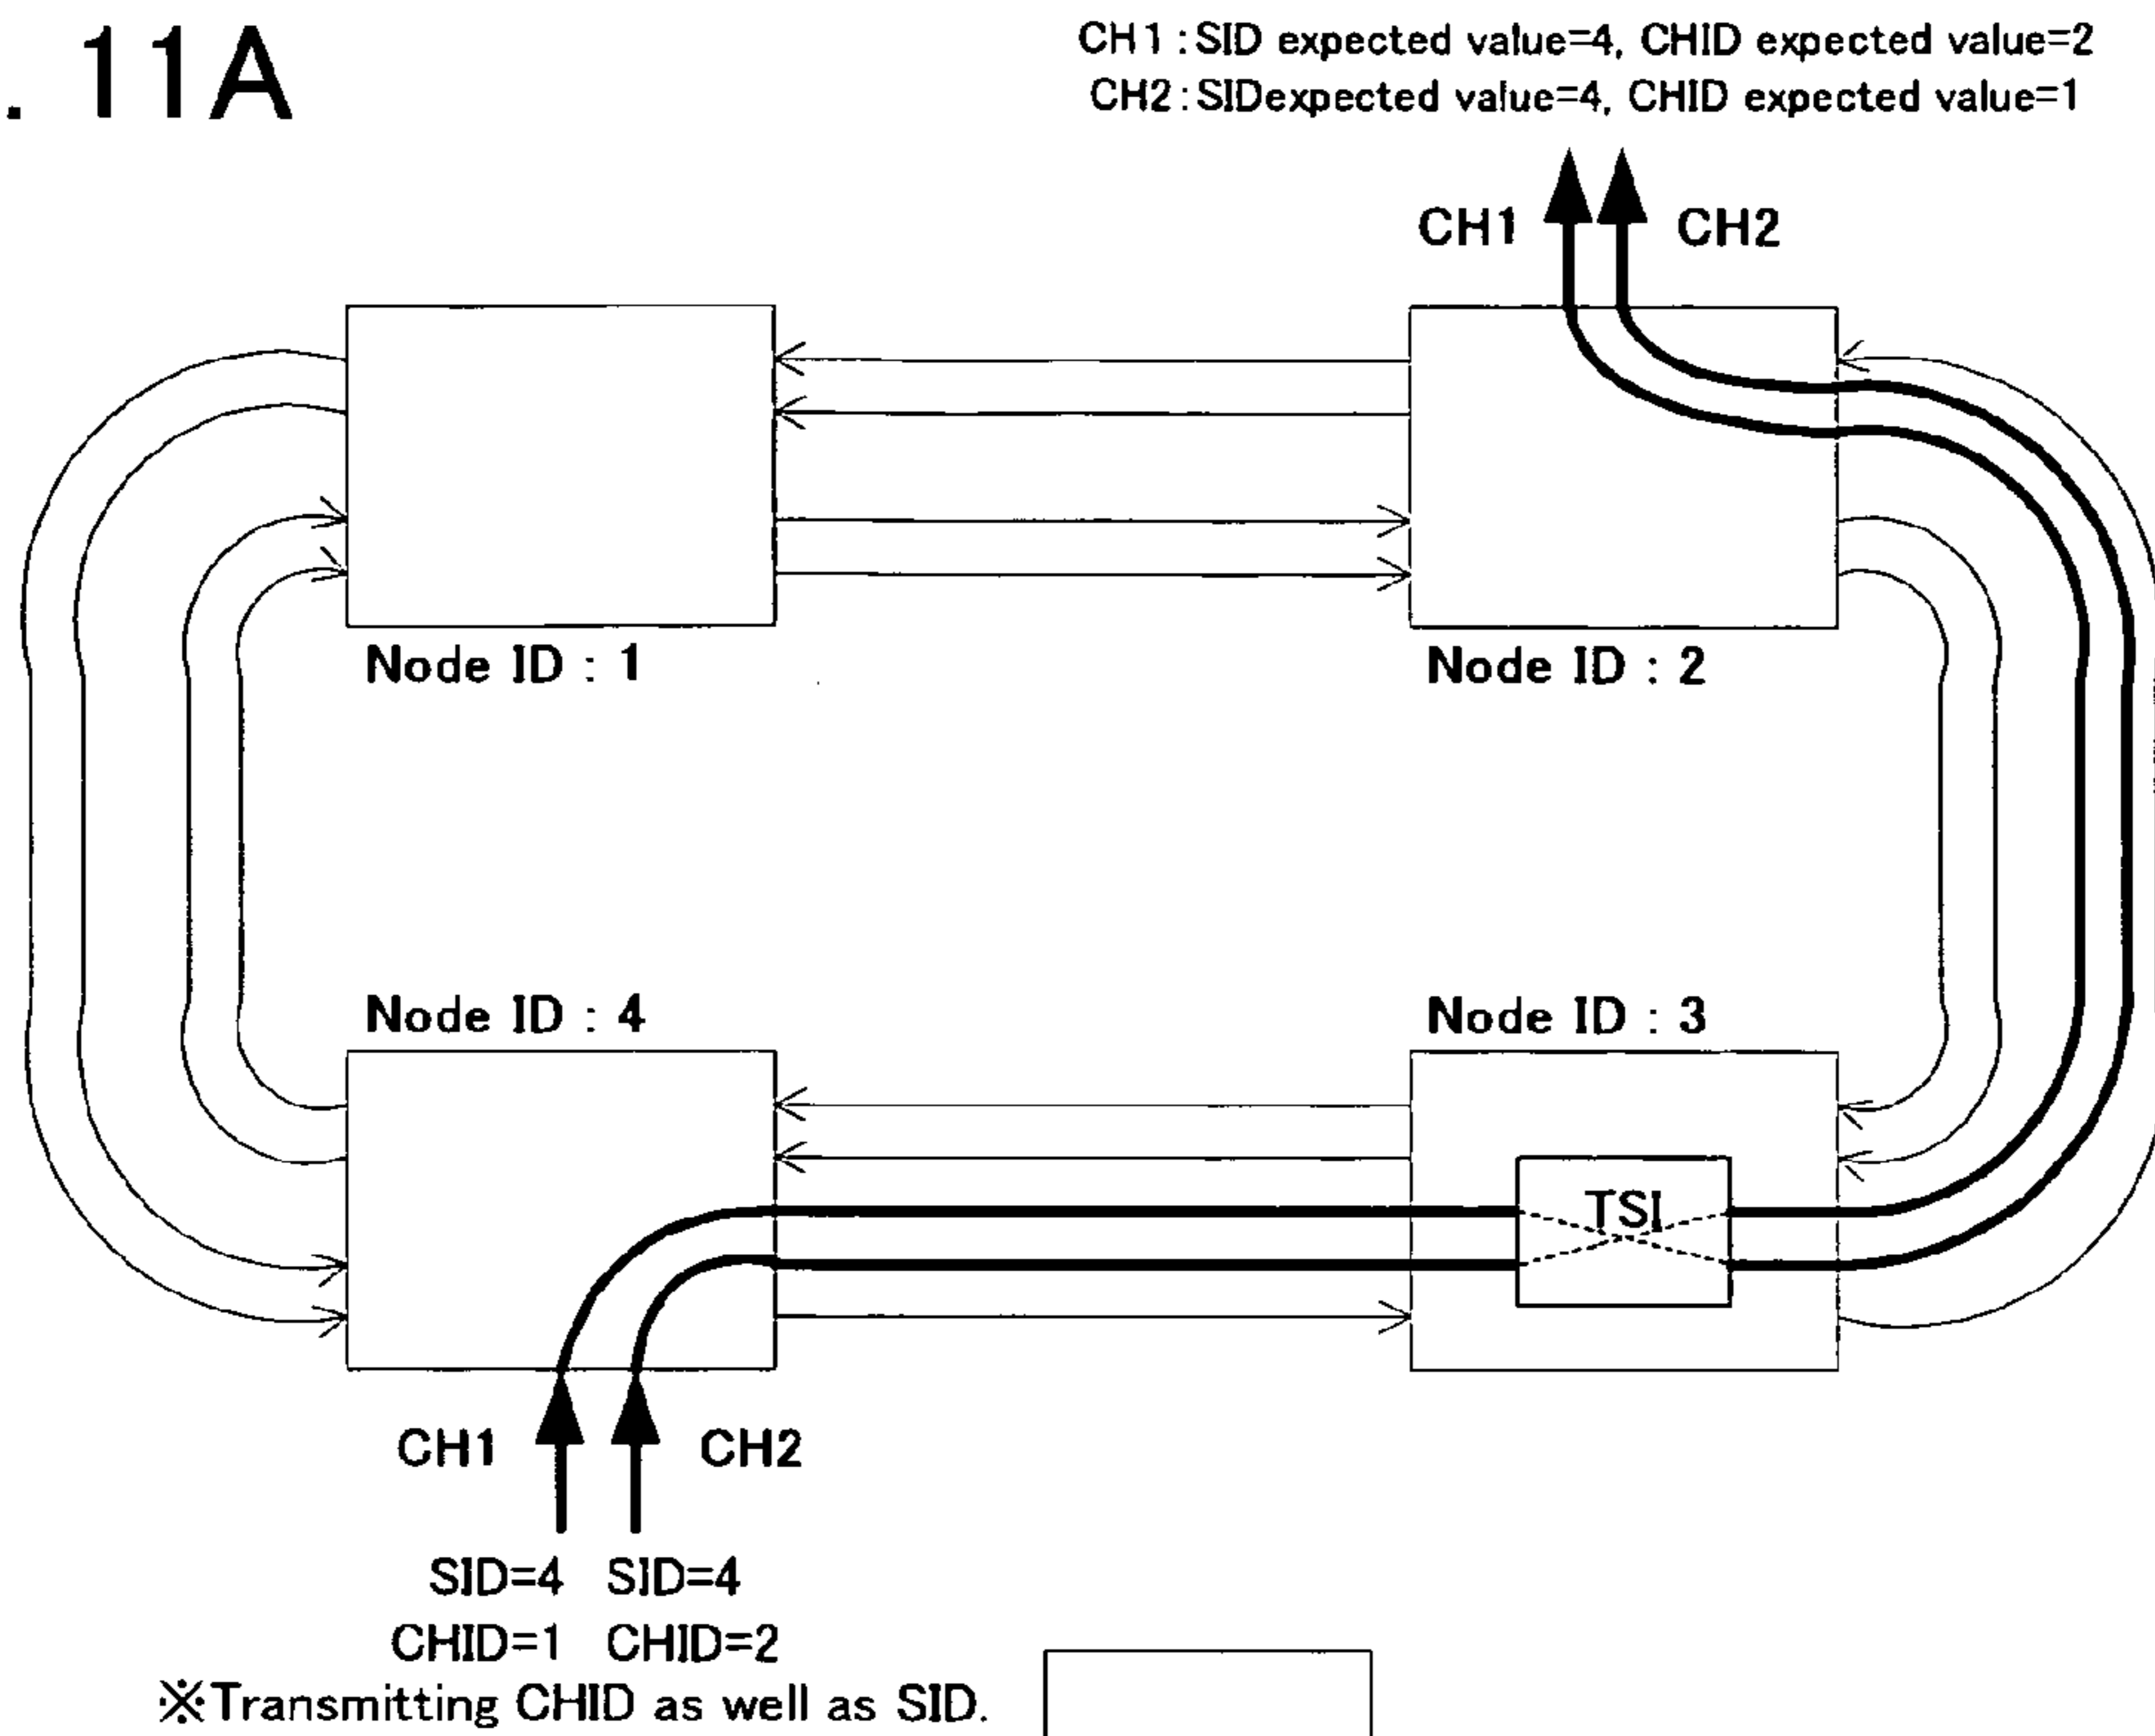 . 11A
CH1 : SID expected value=4, CHID expected value=2
CH2 : SIDexpected value=4, CHID expected value=1
CH1 CH2
Node ID : 1
Node ID : 2
Node ID : 4
Node ID : 3
TSI
CH1 CH2
SID=4 SID=4
CHID=1 CHID=2
※Transmitting CHID as well as SID.